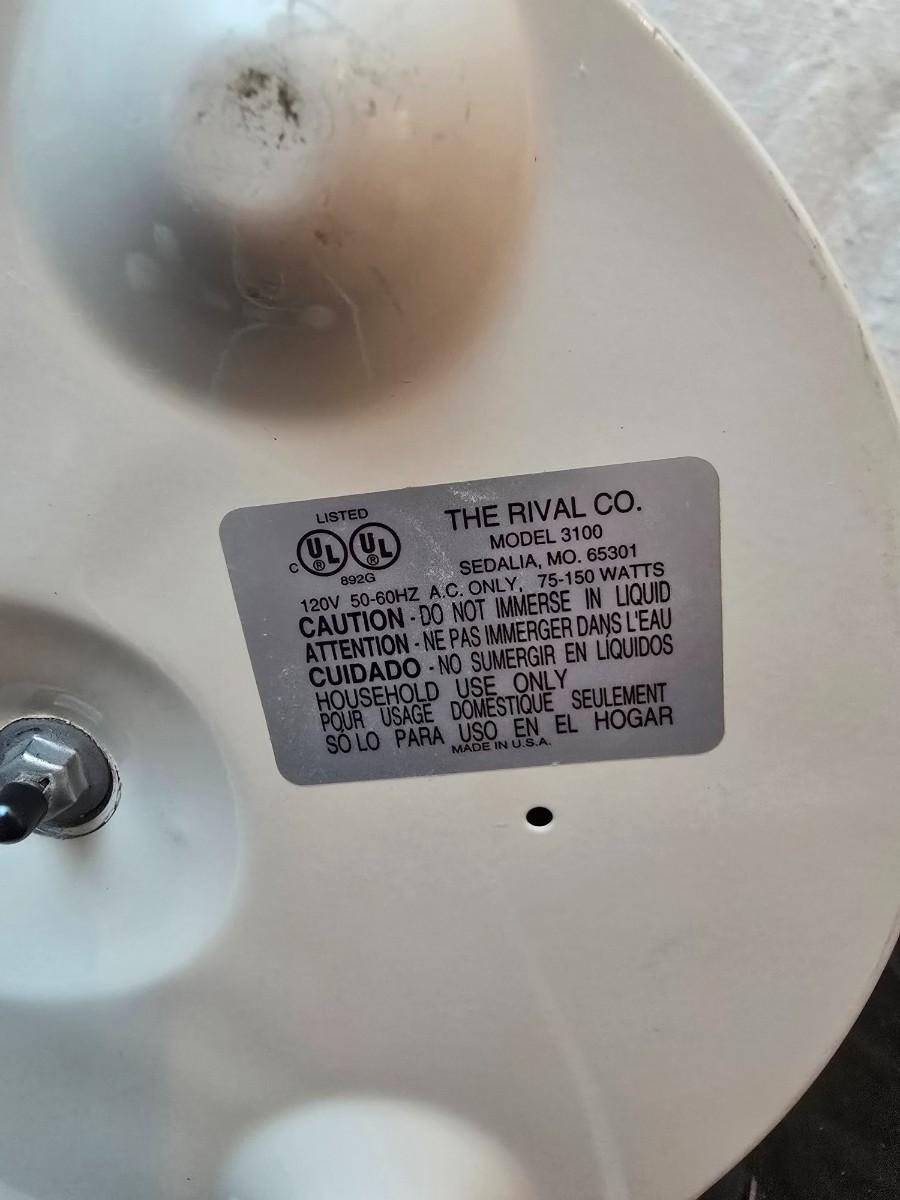 LISTED
C UL® UL®
892G
THE RIVAL CO.
MODEL 3100
SEDALIA, MO. 65301
120V 50-60HZ A.C. ONLY, 75-150 WATTS
CAUTION - DO NOT IMMERSE IN LIQUID
ATTENTION - NE PAS IMMERGER DANS L'EAU
CUIDADO - NO SUMERGIR EN LÍQUIDOS
HOUSEHOLD USE ONLY
POUR USAGE DOMESTIQUE SEULEMENT
SÓLO PARA USO EN EL HOGAR
MADE IN U.S.A.